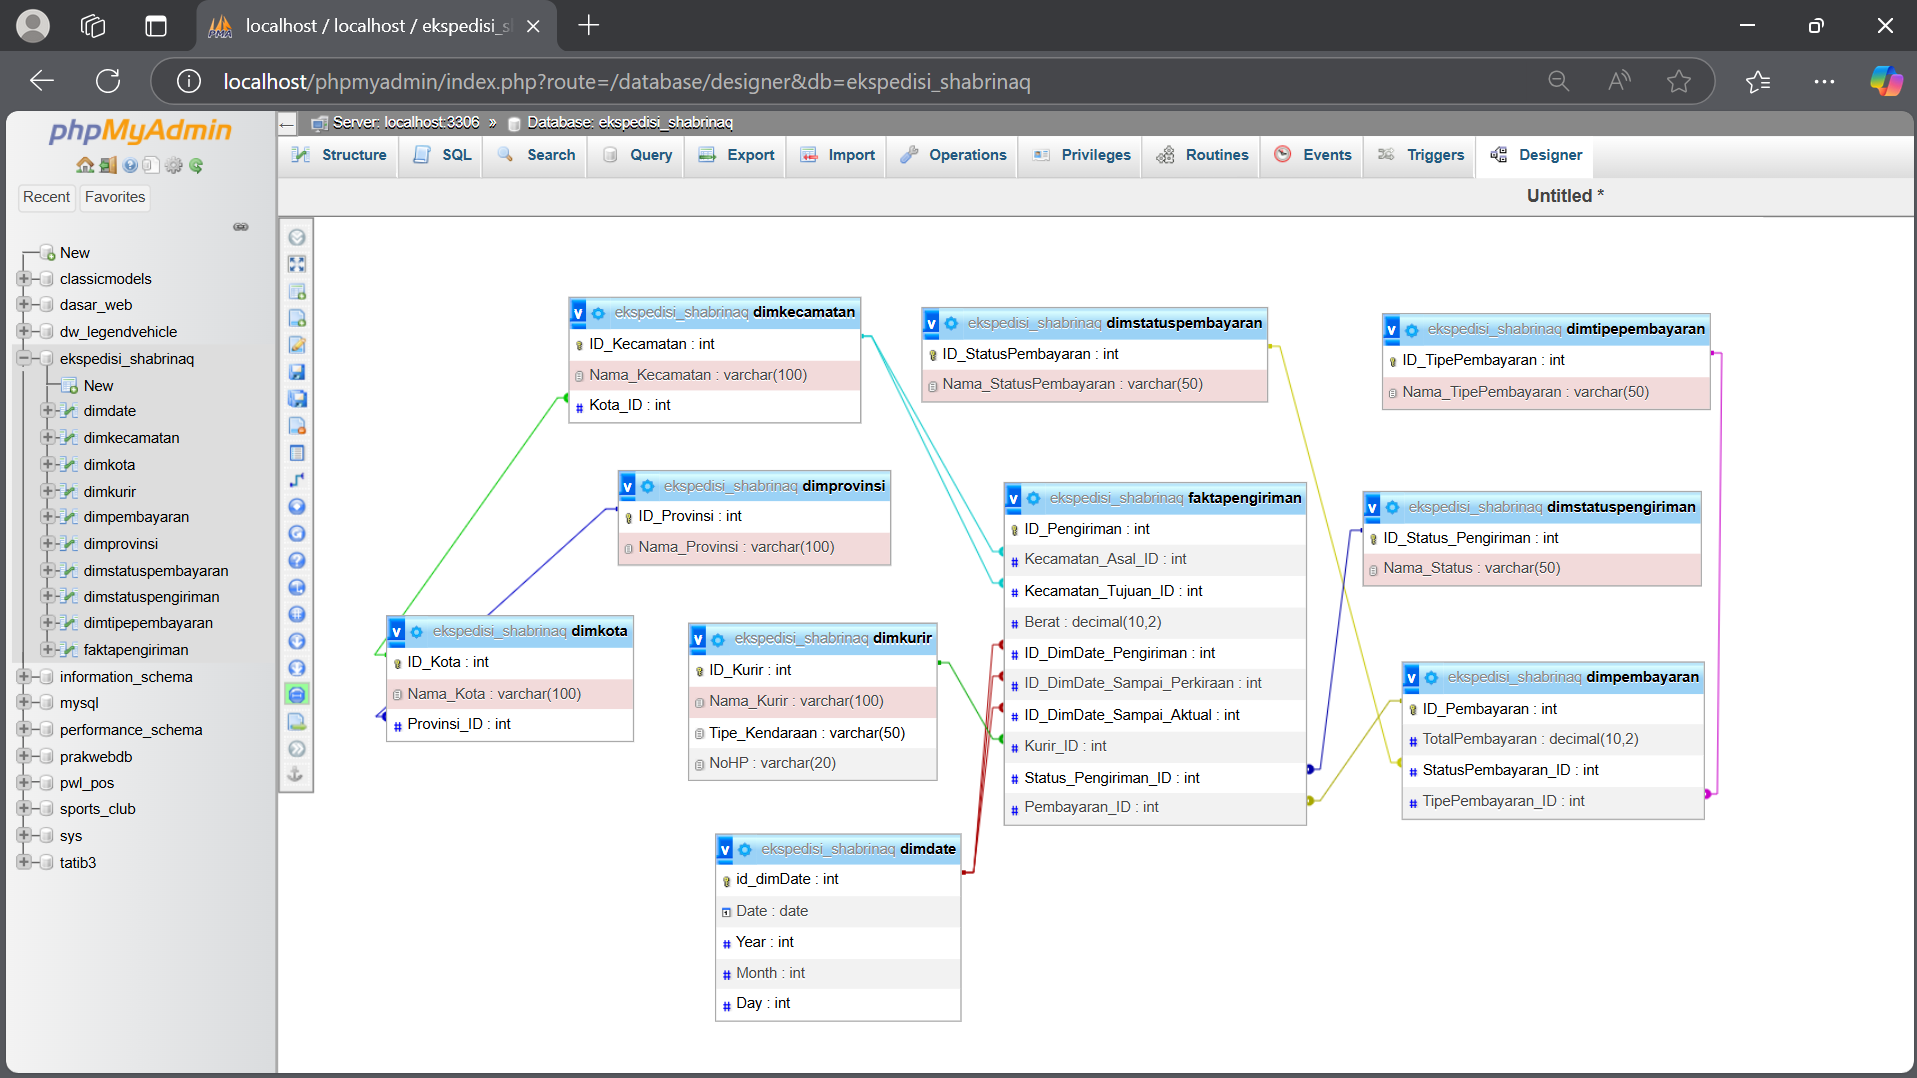 localhost / localhost / ekspedisi_s
localhost/phpmyadmin/index.php?route=/database/designer&db=ekspedisi_shabrinaq
phpMyAdmin
Recent
Favorites
New
classicmodels
dasar_web
dw_legendvehicle
ekspedisi_shabrinaq
New
dimdate
dimkecamatan
dimkota
dimkurir
dimpembayaran
dimprovinsi
dimstatuspembayaran
dimstatuspengiriman
dimtipepembayaran
faktapengiriman
information_schema
mysql
performance_schema
prakwebdb
pwl_pos
sports_club
sys
tatib3
Server: localhost:3306 » Database: ekspedisi_shabrinaq
Structure
SQL
Search
Query
Export
Import
Operations
Privileges
Routines
Events
Triggers
Designer
Untitled *
v ekspedisi_shabrinaq dimkecamatan
ID_Kecamatan : int
Nama_Kecamatan : varchar(100)
# Kota_ID : int
v ekspedisi_shabrinaq dimstatuspembayaran
ID_StatusPembayaran : int
Nama_StatusPembayaran : varchar(50)
v ekspedisi_shabrinaq dimtipepembayaran
ID_TipePembayaran : int
Nama_TipePembayaran : varchar(50)
v ekspedisi_shabrinaq dimprovinsi
ID_Provinsi : int
Nama_Provinsi : varchar(100)
v ekspedisi_shabrinaq faktapengiriman
ID_Pengiriman : int
# Kecamatan_Asal_ID : int
# Kecamatan_Tujuan_ID : int
# Berat : decimal(10,2)
# ID_DimDate_Pengiriman : int
# ID_DimDate_Sampai_Perkiraan : int
# ID_DimDate_Sampai_Aktual : int
# Kurir_ID : int
# Status_Pengiriman_ID : int
# Pembayaran_ID : int
v ekspedisi_shabrinaq dimstatuspengiriman
ID_Status_Pengiriman : int
Nama_Status : varchar(50)
v ekspedisi_shabrinaq dimkota
ID_Kota : int
Nama_Kota : varchar(100)
# Provinsi_ID : int
v ekspedisi_shabrinaq dimkurir
ID_Kurir : int
Nama_Kurir : varchar(100)
Tipe_Kendaraan : varchar(50)
NoHP : varchar(20)
v ekspedisi_shabrinaq dimpembayaran
ID_Pembayaran : int
# TotalPembayaran : decimal(10,2)
# StatusPembayaran_ID : int
# TipePembayaran_ID : int
v ekspedisi_shabrinaq dimdate
id_dimDate : int
Date : date
# Year : int
# Month : int
# Day : int